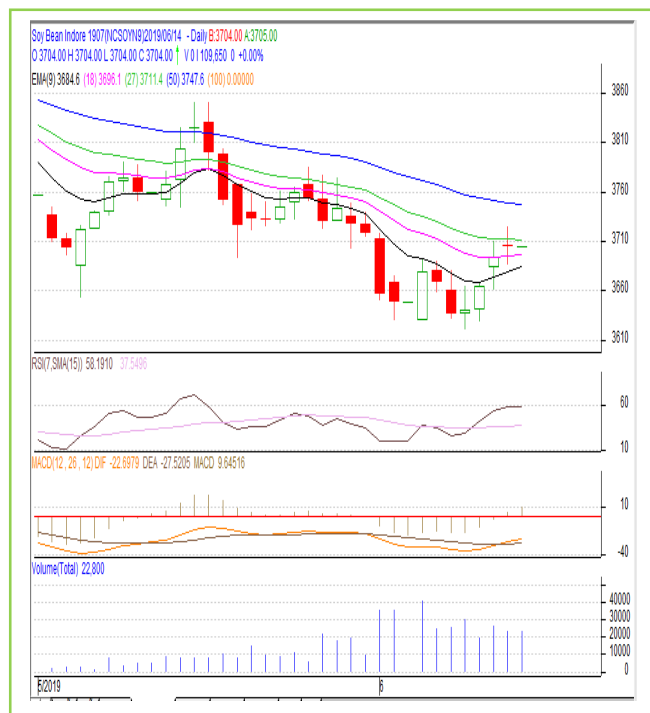 Soy Bean Indore 1907(NCSOYN9)2019/06/14 - Daily B:3704.00 A:3705.00
O 3704.00 H 3704.00 L 3704.00 C 3704.00 ↑ V 0 I 109,650 0 +0.00%
EMA(9) 3684.6 (18) 3696.1 (27) 3711.4 (50) 3747.6 (100) 0.00000
3860
3810
3760
3710
3660
3610
RSI(7,SMA(15)) 58.1910 37.5496
60
10
MACD(12 , 26 , 12) DIF -22.6979 DEA -27.5205 MACD 9.64516
10
-40
Volume(Total) 22,800
40000
30000
20000
10000
0
5/2019 6